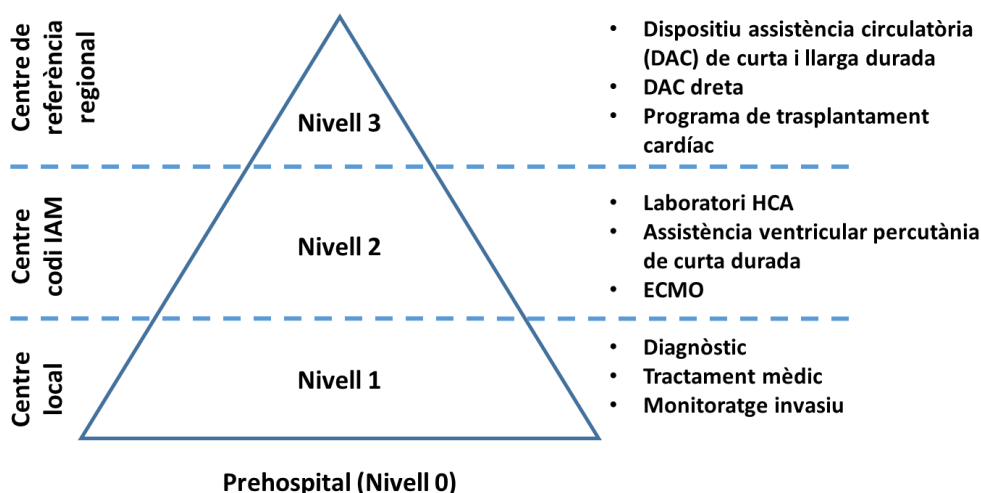 Centre de
referència
regional
Nivell 3
• Dispositiu assistència circulatòria
(DAC) de curta i llarga durada
• DAC dreta
• Programa de trasplantament
cardíac
Centre
codi IAM
Nivell 2
• Laboratori HCA
• Assistència ventricular percutània
de curta durada
• ECMO
Centre
local
Nivell 1
• Diagnòstic
• Tractament mèdic
• Monitoratge invasiu
Prehospital (Nivell 0)